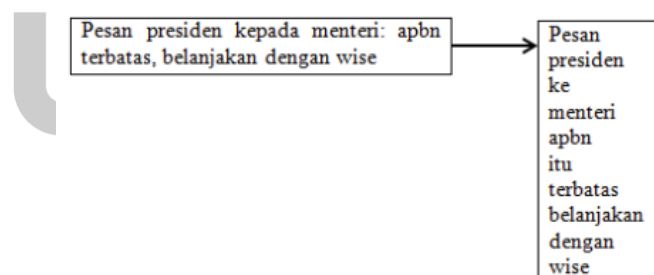 Pesan presiden kepada menteri: apbn
terbatas, belanjakan dengan wise
Pesan
presiden
ke
menteri
apbn
itu
terbatas
belanjakan
dengan
wise